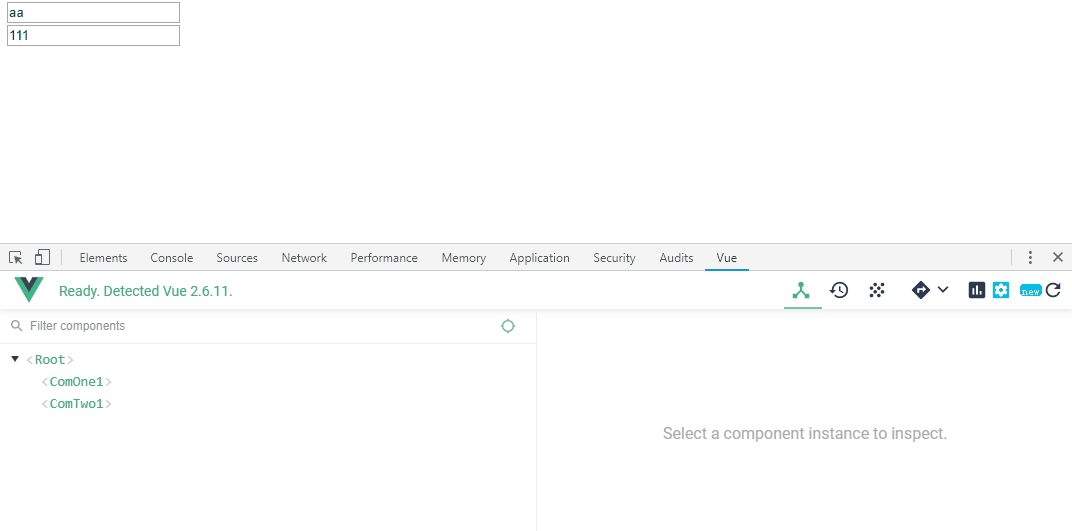 aa
111
Elements Console Sources Network Performance Memory Application Security Audits Vue
Ready. Detected Vue 2.6.11.
new
Filter components
<Root>
<ComOne1>
<ComTwo1>
Select a component instance to inspect.